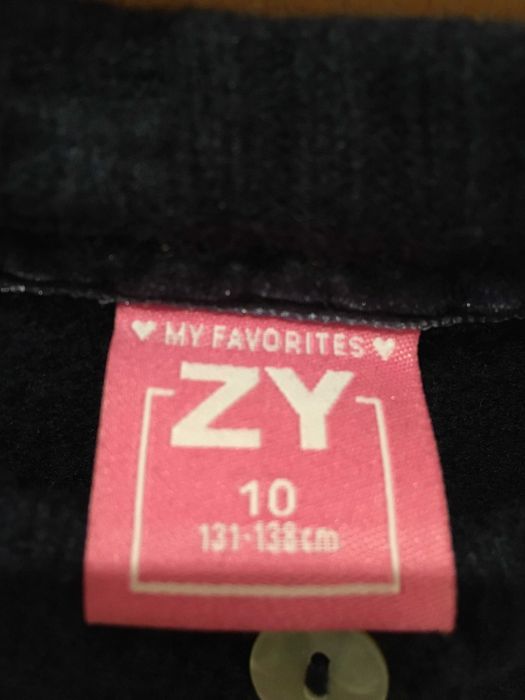 ♥ MY FAVORITES ♥
ZY
10
131-138cm